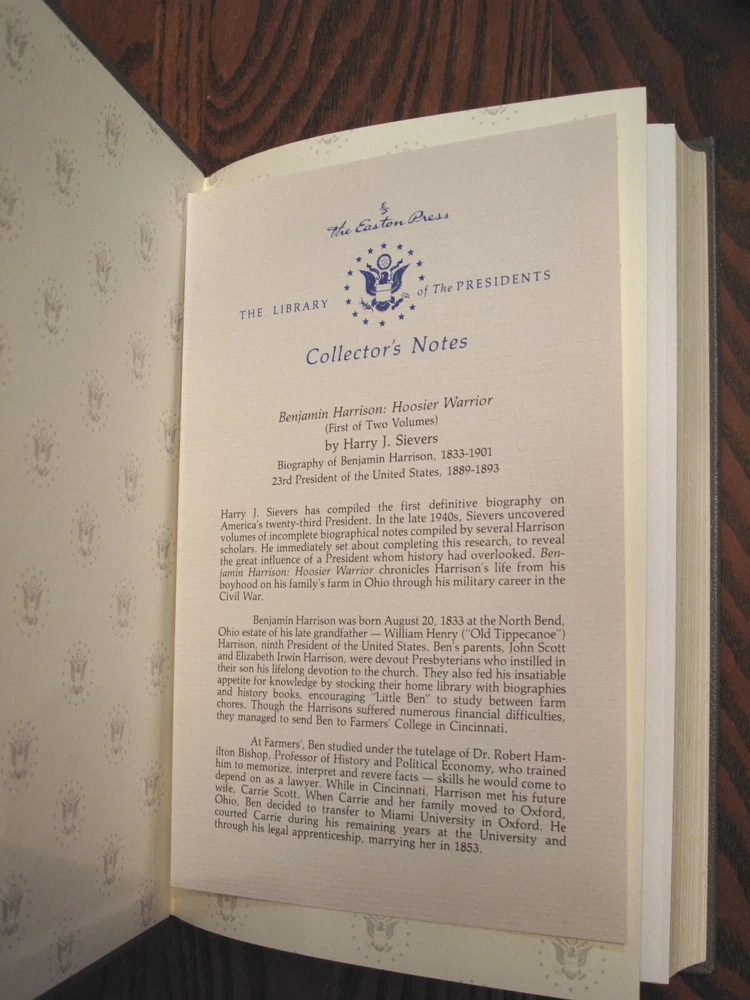 The Easton Press
THE LIBRARY of The PRESIDENTS
Collector's Notes
Benjamin Harrison: Hoosier Warrior
(First of Two Volumes)
by Harry J. Sievers
Biography of Benjamin Harrison, 1833-1901
23rd President of the United States, 1889-1893
Harry J. Sievers has compiled the first definitive biography on
America's twenty-third President. In the late 1940s, Sievers uncovered
volumes of incomplete biographical notes compiled by several Harrison
scholars. He immediately set about completing this research, to reveal
the great influence of a President whom history had overlooked. Ben-
jamin Harrison: Hoosier Warrior chronicles Harrison's life from his
boyhood on his family's farm in Ohio through his military career in the
Civil War.
Benjamin Harrison was born August 20, 1833 at the North Bend,
Ohio estate of his late grandfather — William Henry ("Old Tippecanoe")
Harrison, ninth President of the United States. Ben's parents, John Scott
and Elizabeth Irwin Harrison, were devout Presbyterians who instilled in
their son his lifelong devotion to the church. They also fed his insatiable
appetite for knowledge by stocking their home library with biographies
and history books, encouraging "Little Ben" to study between farm
chores. Though the Harrisons suffered numerous financial difficulties,
they managed to send Ben to Farmers' College in Cincinnati.
At Farmers', Ben studied under the tutelage of Dr. Robert Ham-
ilton Bishop, Professor of History and Political Economy, who trained
him to memorize, interpret and revere facts — skills he would come to
depend on as a lawyer. While in Cincinnati, Harrison met his future
wife, Carrie Scott. When Carrie and her family moved to Oxford,
Ohio, Ben decided to transfer to Miami University in Oxford. He
courted Carrie during his remaining years at the University and
through his legal apprenticeship, marrying her in 1853.